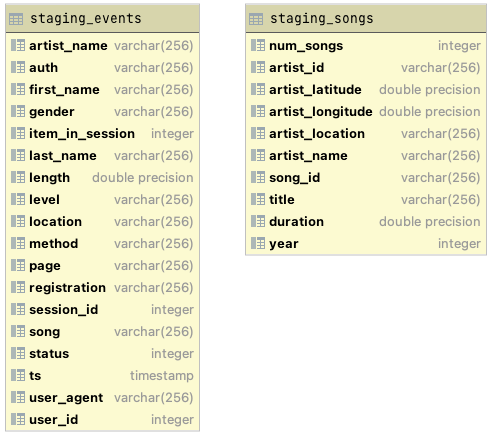 staging_events
artist_name varchar(256)
auth varchar(256)
first_name varchar(256)
gender varchar(256)
item_in_session integer
last_name varchar(256)
length double precision
level varchar(256)
location varchar(256)
method varchar(256)
page varchar(256)
registration varchar(256)
session_id integer
song varchar(256)
status integer
ts timestamp
user_agent varchar(256)
user_id integer
staging_songs
num_songs integer
artist_id varchar(256)
artist_latitude double precision
artist_longitude double precision
artist_location varchar(256)
artist_name varchar(256)
song_id varchar(256)
title varchar(256)
duration double precision
year integer